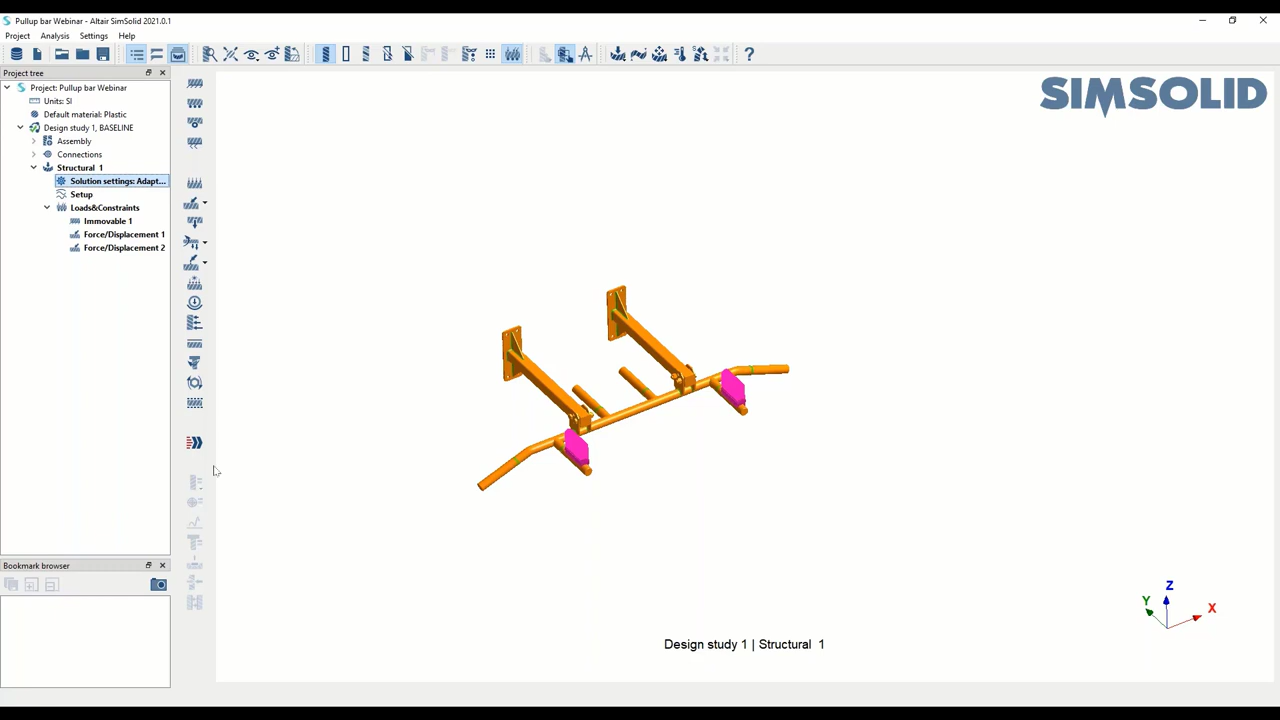 Pullup bar Webinar - Altair SimSolid 2021.0.1
Project Analysis Settings Help
Project tree
Project: Pullup bar Webinar
Units: SI
Default material: Plastic
Design study 1, BASELINE
Assembly
Connections
Structural 1
Solution settings: Adapt...
Setup
Loads&Constraints
Immovable 1
Force/Displacement 1
Force/Displacement 2
Bookmark browser
SIMSOLID
Z
Y
X
Design study 1 | Structural 1